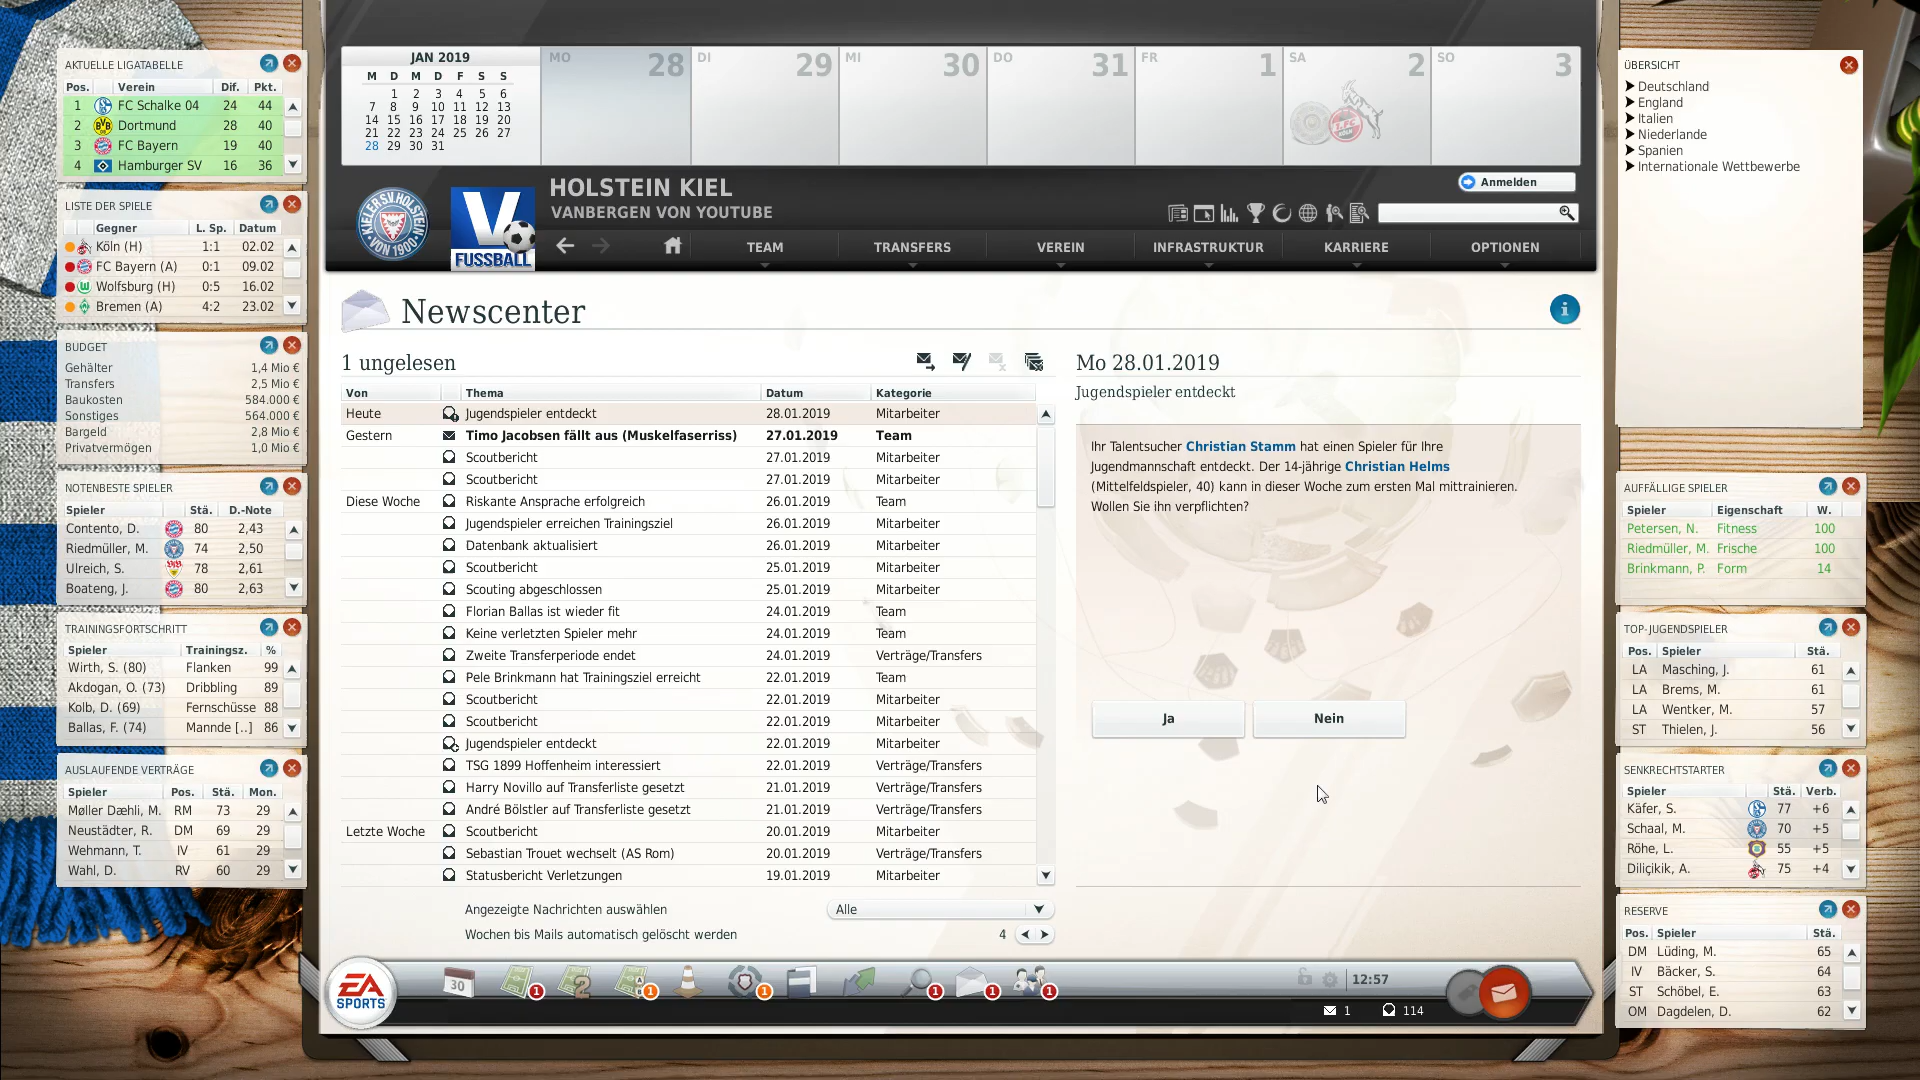 AKTUELLE LIGATABELLE
Pos. Verein Dif. Pkt.
1 FC Schalke 04 24 44
2 Dortmund 28 40
3 FC Bayern 19 40
4 Hamburger SV 16 36
LISTE DER SPIELE
Gegner L. Sp. Datum
Köln (H) 1:1 02.02
FC Bayern (A) 0:1 09.02
Wolfsburg (H) 0:5 16.02
Bremen (A) 4:2 23.02
BUDGET
Gehälter 1,4 Mio €
Transfers 2,5 Mio €
Baukosten 584.000 €
Sonstiges 564.000 €
Bargeld 2,8 Mio €
Privatvermögen 1,0 Mio €
NOTENBESTE SPIELER
Spieler Stä. D.-Note
Contento, D. 80 2,43
Riedmüller, M. 74 2,50
Ulreich, S. 78 2,61
Boateng, J. 80 2,63
TRAININGSFORTSCHRITT
Spieler Trainingsz. %
Wirth, S. (80) Flanken 99
Akdogan, O. (73) Dribbling 89
Kolb, D. (69) Fernschüsse 88
Ballas, F. (74) Mannde [..] 86
AUSLAUFENDE VERTRÄGE
Spieler Pos. Stä. Mon.
Møller Dæhli, M. RM 73 29
Neustädter, R. DM 69 29
Wehmann, T. IV 61 29
Wahl, D. RV 60 29
JAN 2019
M D M D F S S
1 2 3 4 5 6
7 8 9 10 11 12 13
14 15 16 17 18 19 20
21 22 23 24 25 26 27
28 29 30 31
MO 28 DI 29 MI 30 DO 31 FR 1 SA 2 SO 3
1.FC KÖLN
KIELER S.V. HOLSTEIN VON 1900
V
FUSSBALL
HOLSTEIN KIEL
VANBERGEN VON YOUTUBE
Anmelden
TEAM TRANSFERS VEREIN INFRASTRUKTUR KARRIERE OPTIONEN
Newscenter
1 ungelesen
Von Thema Datum Kategorie
Heute Jugendspieler entdeckt 28.01.2019 Mitarbeiter
Gestern Timo Jacobsen fällt aus (Muskelfaserriss) 27.01.2019 Team
Scoutbericht 27.01.2019 Mitarbeiter
Scoutbericht 27.01.2019 Mitarbeiter
Diese Woche Riskante Ansprache erfolgreich 26.01.2019 Team
Jugendspieler erreichen Trainingsziel 26.01.2019 Mitarbeiter
Datenbank aktualisiert 26.01.2019 Mitarbeiter
Scoutbericht 25.01.2019 Mitarbeiter
Scouting abgeschlossen 25.01.2019 Mitarbeiter
Florian Ballas ist wieder fit 24.01.2019 Team
Keine verletzten Spieler mehr 24.01.2019 Team
Zweite Transferperiode endet 24.01.2019 Verträge/Transfers
Pele Brinkmann hat Trainingsziel erreicht 22.01.2019 Team
Scoutbericht 22.01.2019 Mitarbeiter
Scoutbericht 22.01.2019 Mitarbeiter
Jugendspieler entdeckt 22.01.2019 Mitarbeiter
TSG 1899 Hoffenheim interessiert 22.01.2019 Verträge/Transfers
Harry Novillo auf Transferliste gesetzt 21.01.2019 Verträge/Transfers
André Bölstler auf Transferliste gesetzt 21.01.2019 Verträge/Transfers
Letzte Woche Scoutbericht 20.01.2019 Mitarbeiter
Sebastian Trouet wechselt (AS Rom) 20.01.2019 Verträge/Transfers
Statusbericht Verletzungen 19.01.2019 Mitarbeiter
Angezeigte Nachrichten auswählen Alle
Wochen bis Mails automatisch gelöscht werden 4
Mo 28.01.2019
Jugendspieler entdeckt
Ihr Talentsucher Christian Stamm hat einen Spieler für Ihre
Jugendmannschaft entdeckt. Der 14-jährige Christian Helms
(Mittelfeldspieler, 40) kann in dieser Woche zum ersten Mal mittrainieren.
Wollen Sie ihn verpflichten?
Ja Nein
EA
SPORTS
30 1 2 1 1 1 1 1
12:57
1 114
ÜBERSICHT
Deutschland
England
Italien
Niederlande
Spanien
Internationale Wettbewerbe
AUFFÄLLIGE SPIELER
Spieler Eigenschaft W.
Petersen, N. Fitness 100
Riedmüller, M. Frische 100
Brinkmann, P. Form 14
TOP-JUGENDSPIELER
Pos. Spieler Stä.
LA Masching, J. 61
LA Brems, M. 61
LA Wentker, M. 57
ST Thielen, J. 56
SENKRECHTSTARTER
Spieler Stä. Verb.
Käfer, S. 77 +6
Schaal, M. 70 +5
Röhe, L. 55 +5
Diliçikik, A. 75 +4
RESERVE
Pos. Spieler Stä.
DM Lüding, M. 65
IV Bäcker, S. 64
ST Schöbel, E. 63
OM Dagdelen, D. 62